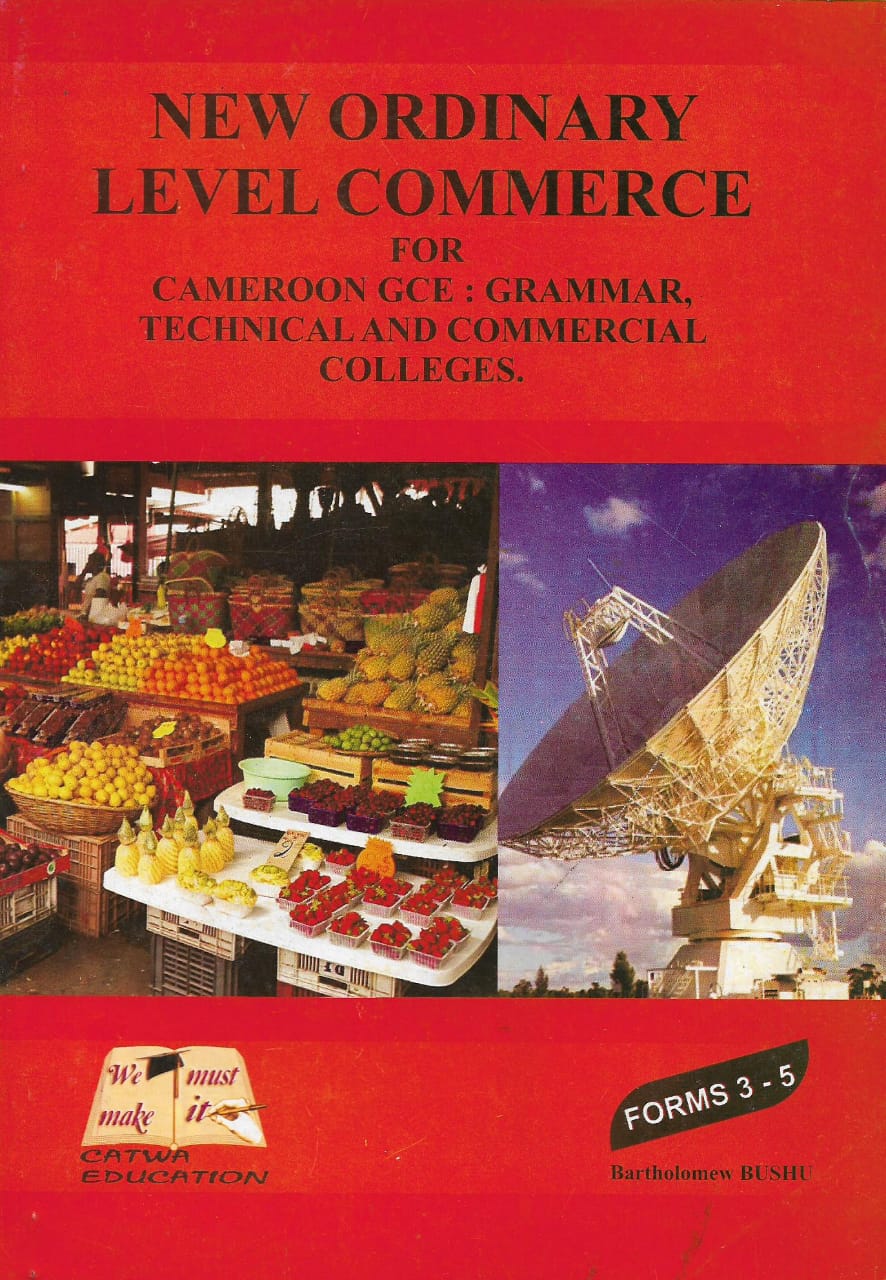 NEW ORDINARY
LEVEL COMMERCE
FOR
CAMEROON GCE : GRAMMAR,
TECHNICAL AND COMMERCIAL
COLLEGES.
We must
make it
CATWA
EDUCATION
FORMS 3 - 5
Bartholomew BUSHU